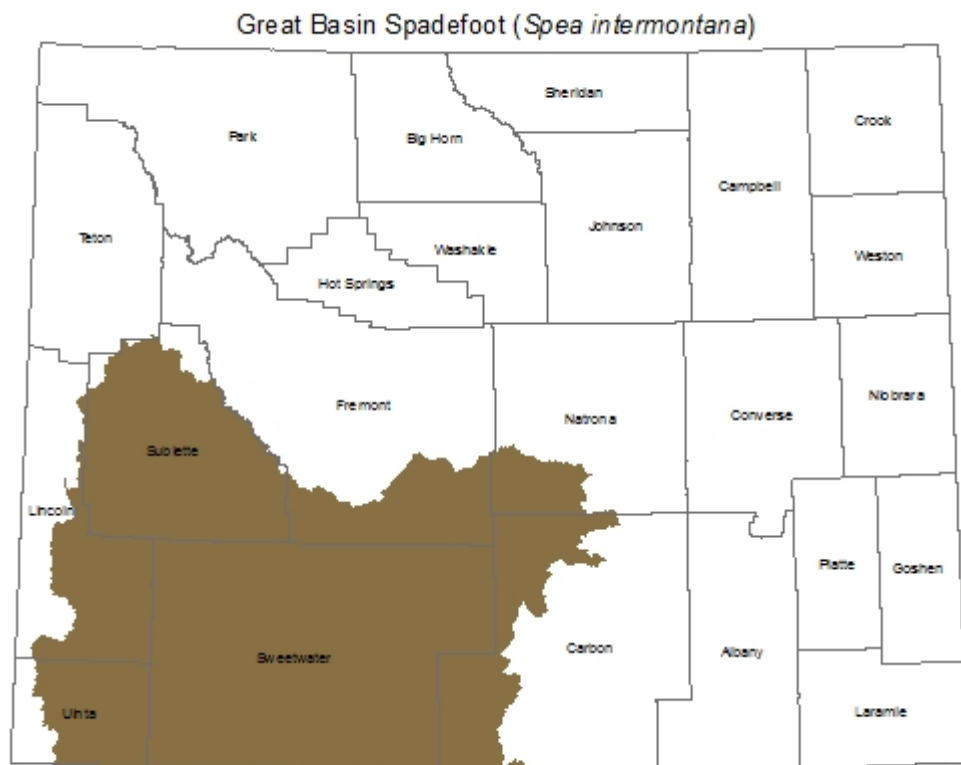 Great Basin Spadefoot (Spea intermontana)
Sheridan
Crook
Park
Big Horn
Campbell
Johnson
Teton
Washakie
Weston
Hot Springs
Fremont
Niobrara
Natrona
Converse
Sublette
Lincoln
Platte
Goshen
Carbon
Albany
Sweetwater
Uinta
Laramie